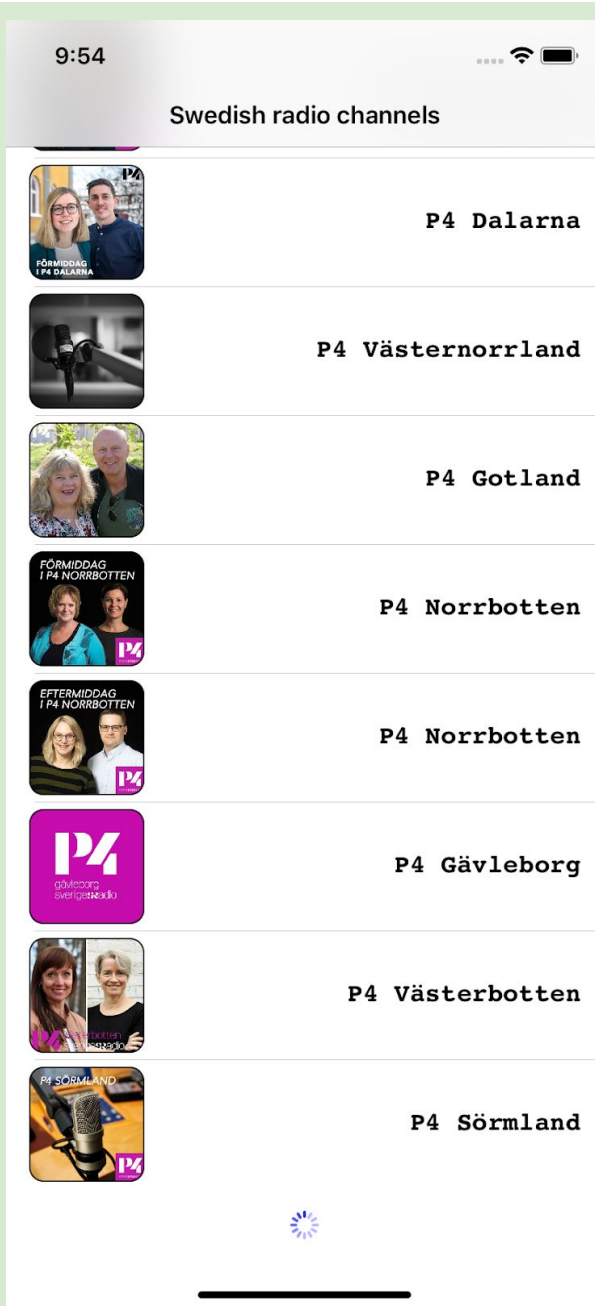 9:54
Swedish radio channels
P4
FÖRMIDDAG
I P4 DALARNA
P4 Dalarna
P4 Västernorrland
P4 Gotland
FÖRMIDDAG
I P4 NORRBOTTEN
P4
P4 Norrbotten
EFTERMIDDAG
I P4 NORRBOTTEN
P4
P4 Norrbotten
P4
gävleborg
sverigesradio
P4 Gävleborg
P4
P4 Västerbotten
P4 SÖRMLAND
P4
P4 Sörmland